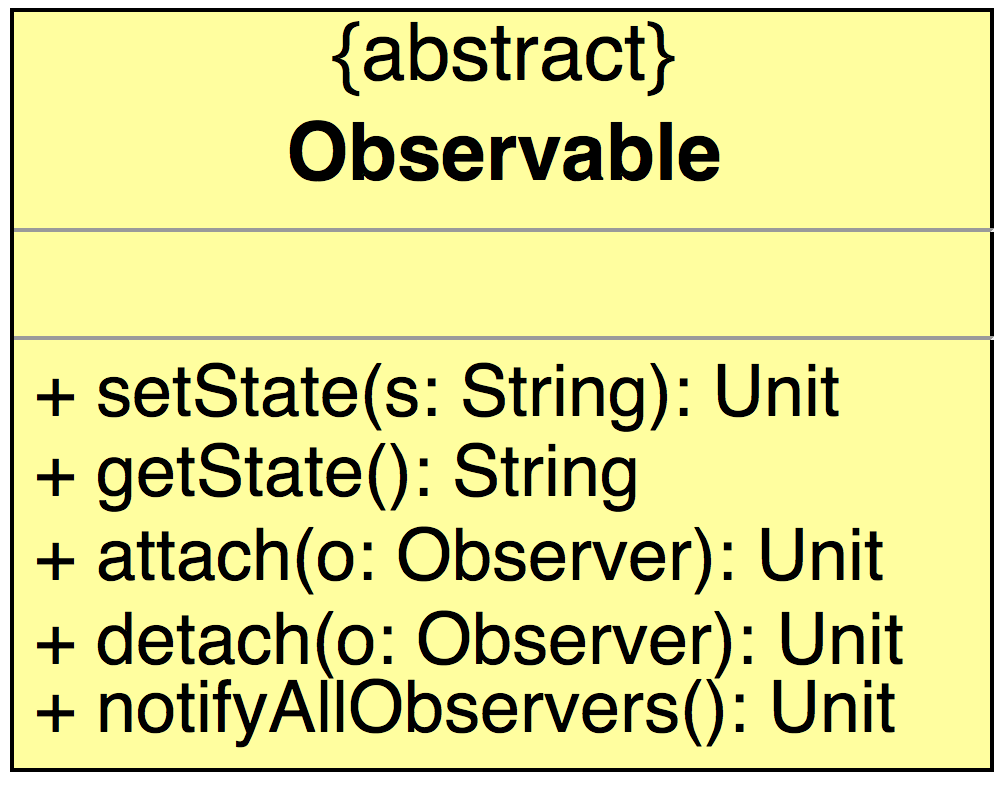 {abstract}
Observable
+ setState(s: String): Unit
+ getState(): String
+ attach(o: Observer): Unit
+ detach(o: Observer): Unit
+ notifyAllObservers(): Unit